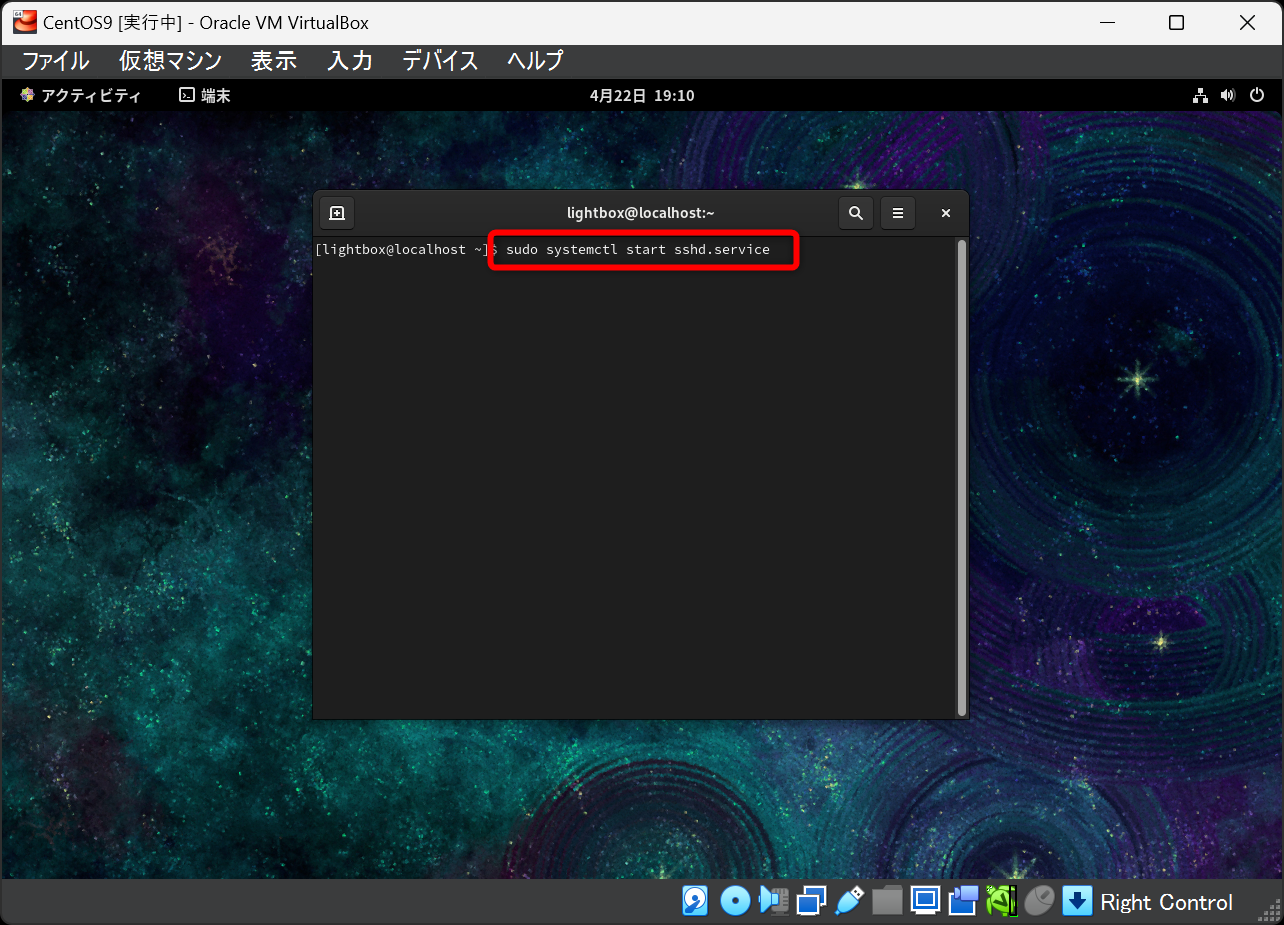 CentOS9 [実行中] - Oracle VM VirtualBox
ファイル 仮想マシン 表示 入力 デバイス ヘルプ
アクティビティ 端末 4月22日 19:10
lightbox@localhost:~
[lightbox@localhost ~]$ sudo systemctl start sshd.service
Right Control